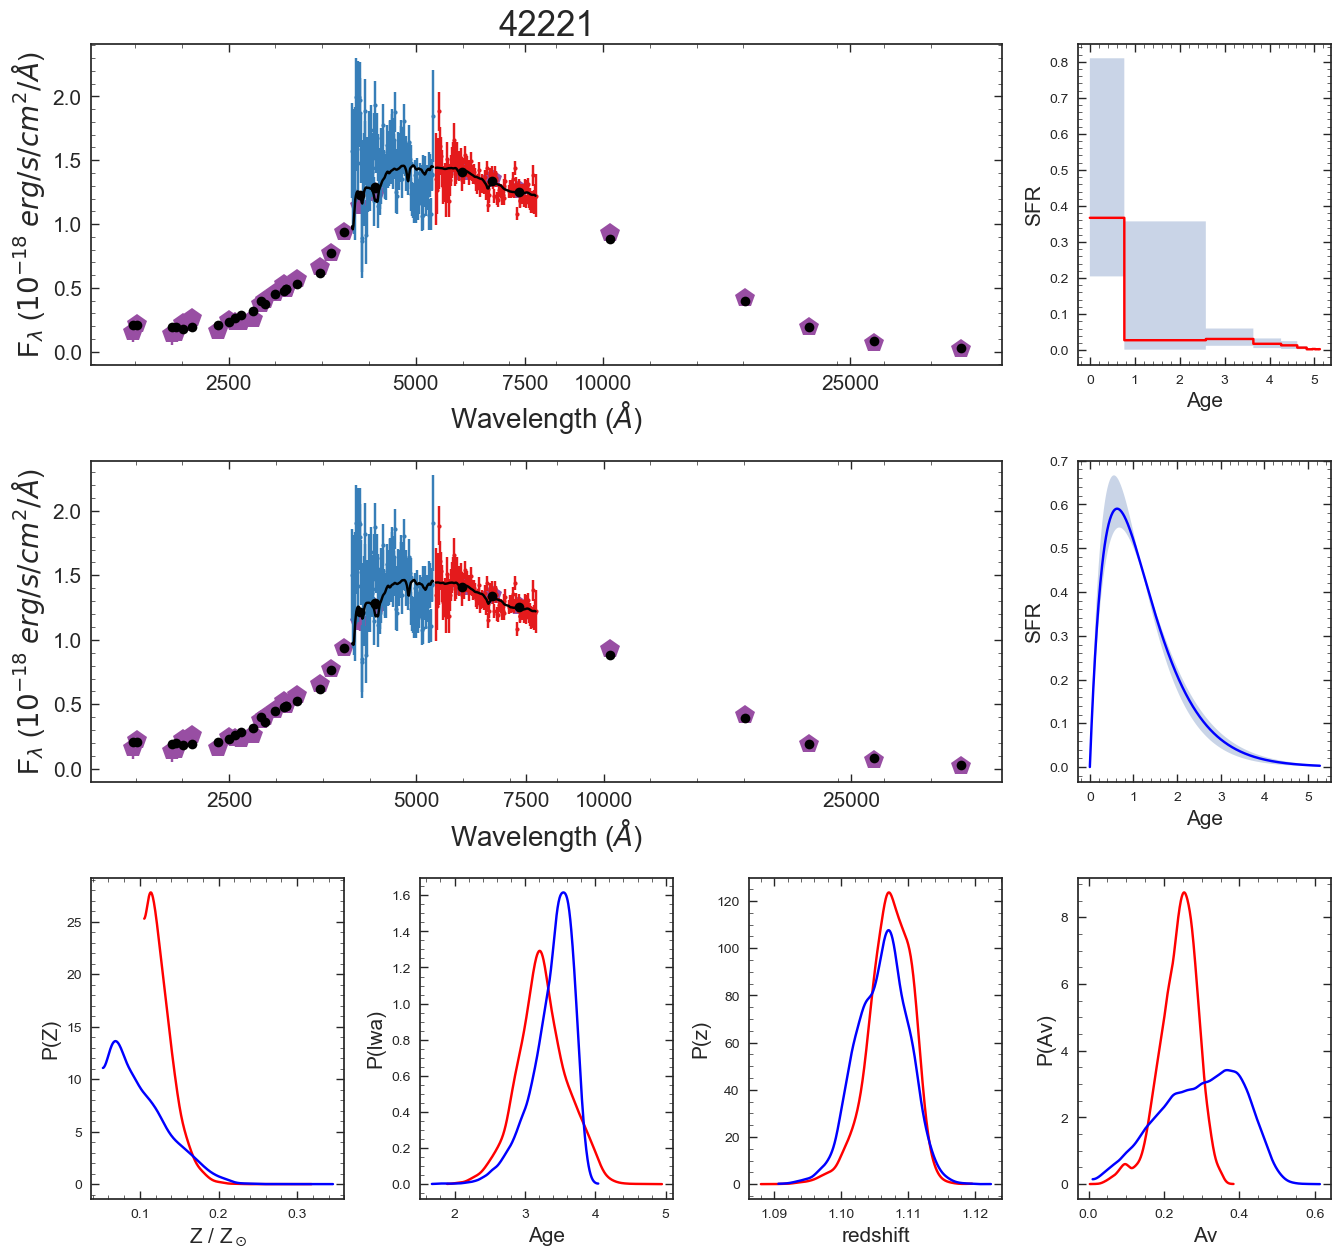 42221
F_λ (10^{-18} erg/s/cm^2/Å)
2.0
1.5
1.0
0.5
0.0
2500 5000 7500 10000 25000
Wavelength (Å)
SFR
0.8
0.7
0.6
0.5
0.4
0.3
0.2
0.1
0.0
0 1 2 3 4 5
Age
F_λ (10^{-18} erg/s/cm^2/Å)
2.0
1.5
1.0
0.5
0.0
2500 5000 7500 10000 25000
Wavelength (Å)
SFR
0.7
0.6
0.5
0.4
0.3
0.2
0.1
0.0
0 1 2 3 4 5
Age
P(Z)
25
20
15
10
5
0
0.1 0.2 0.3
Z / Z_⊙
P(lwa)
1.6
1.4
1.2
1.0
0.8
0.6
0.4
0.2
0.0
2 3 4 5
Age
P(z)
120
100
80
60
40
20
0
1.09 1.10 1.11 1.12
redshift
P(Av)
8
6
4
2
0
0.0 0.2 0.4 0.6
Av